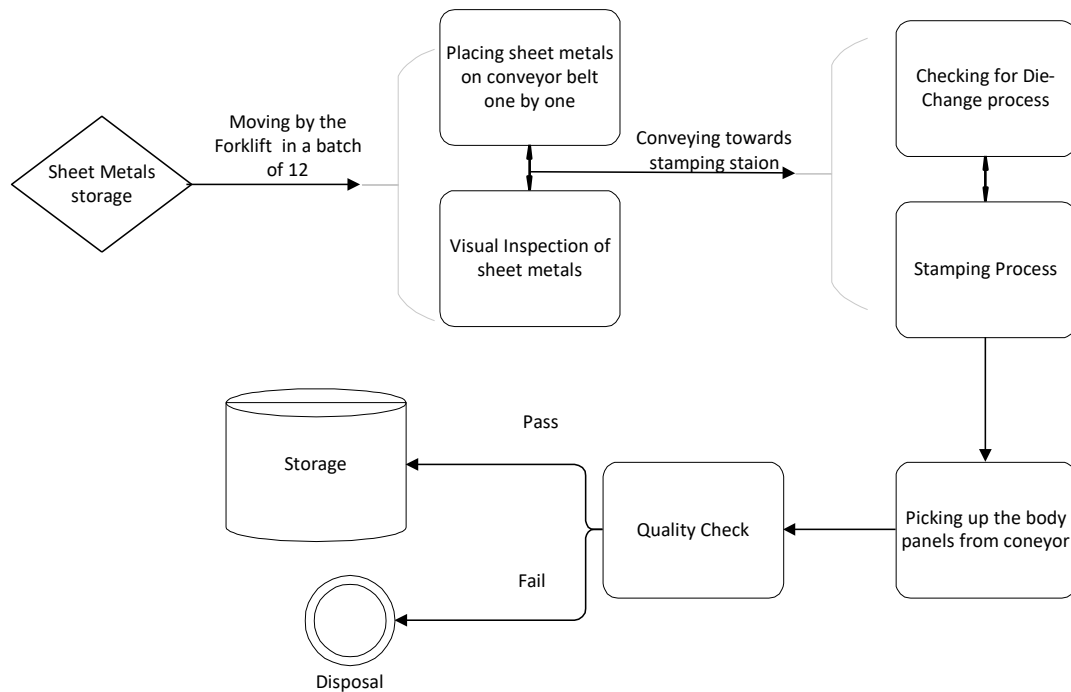 Sheet Metals
storage
Moving by the
Forklift  in a batch
of 12
Placing sheet metals
on conveyor belt
one by one
Visual Inspection of
sheet metals
Conveying towards
stamping staion
Checking for Die-
Change process
Stamping Process
Picking up the body
panels from coneyor
Quality Check
Pass
Storage
Fail
Disposal